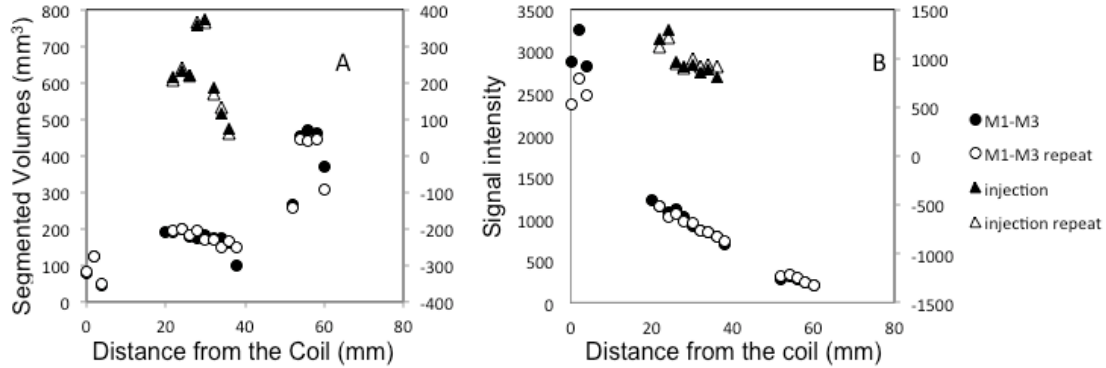 Segmented Volumes (mm³)
800
700
600
500
400
300
200
100
0
400
300
200
100
0
-100
-200
-300
-400
A
0 20 40 60 80
Distance from the Coil (mm)
Signal intensity
3500
3000
2500
2000
1500
1000
500
0
1500
1000
500
0
-500
-1000
-1500
B
0 20 40 60 80
Distance from the coil (mm)
M1-M3
M1-M3 repeat
injection
injection repeat